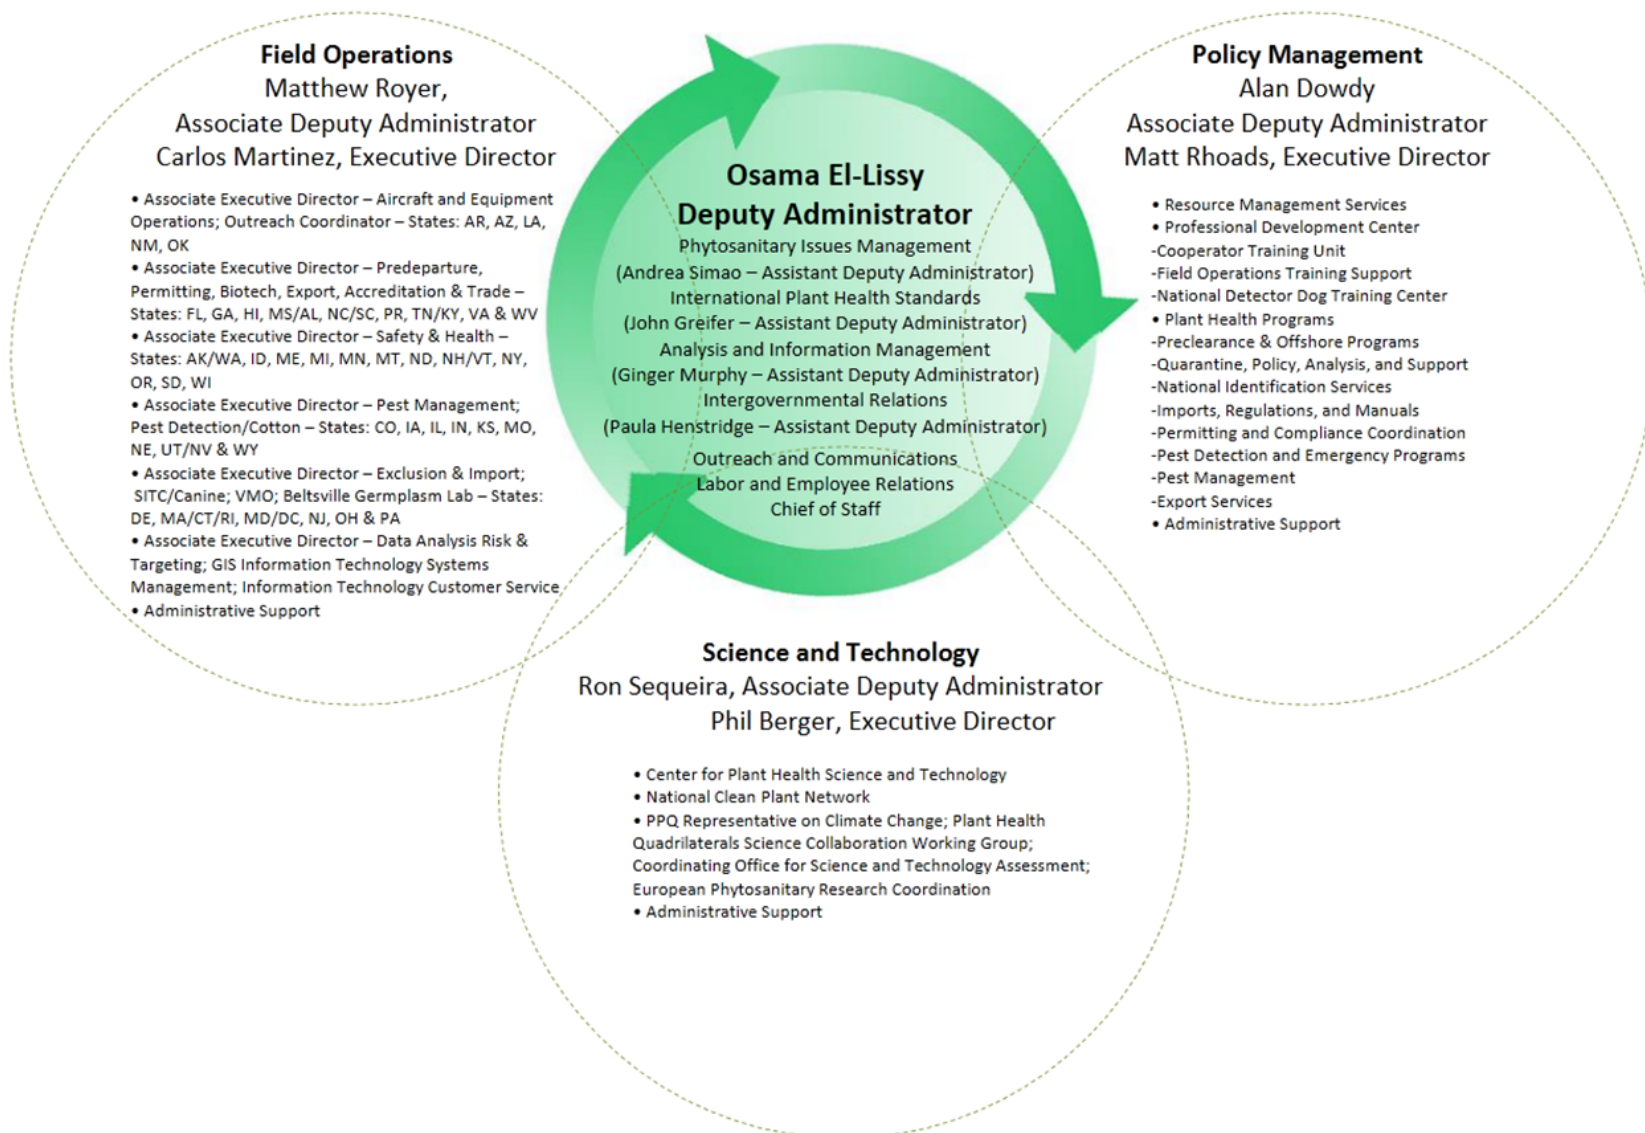 Field Operations
Matthew Royer,
Associate Deputy Administrator
Carlos Martinez, Executive Director
• Associate Executive Director – Aircraft and Equipment
Operations; Outreach Coordinator – States: AR, AZ, LA,
NM, OK
• Associate Executive Director – Predeparture,
Permitting, Biotech, Export, Accreditation & Trade –
States: FL, GA, HI, MS/AL, NC/SC, PR, TN/KY, VA & WV
• Associate Executive Director – Safety & Health –
States: AK/WA, ID, ME, MI, MN, MT, ND, NH/VT, NY,
OR, SD, WI
• Associate Executive Director – Pest Management;
Pest Detection/Cotton – States: CO, IA, IL, IN, KS, MO,
NE, UT/NV & WY
• Associate Executive Director – Exclusion & Import;
SITC/Canine; VMO; Beltsville Germplasm Lab – States:
DE, MA/CT/RI, MD/DC, NJ, OH & PA
• Associate Executive Director – Data Analysis Risk &
Targeting; GIS Information Technology Systems
Management; Information Technology Customer Service
• Administrative Support
Osama El-Lissy
Deputy Administrator
Phytosanitary Issues Management
(Andrea Simao – Assistant Deputy Administrator)
International Plant Health Standards
(John Greifer – Assistant Deputy Administrator)
Analysis and Information Management
(Ginger Murphy – Assistant Deputy Administrator)
Intergovernmental Relations
(Paula Henstridge – Assistant Deputy Administrator)
Outreach and Communications
Labor and Employee Relations
Chief of Staff
Policy Management
Alan Dowdy
Associate Deputy Administrator
Matt Rhoads, Executive Director
• Resource Management Services
• Professional Development Center
-Cooperator Training Unit
-Field Operations Training Support
-National Detector Dog Training Center
• Plant Health Programs
-Preclearance & Offshore Programs
-Quarantine, Policy, Analysis, and Support
-National Identification Services
-Imports, Regulations, and Manuals
-Permitting and Compliance Coordination
-Pest Detection and Emergency Programs
-Pest Management
-Export Services
• Administrative Support
Science and Technology
Ron Sequeira, Associate Deputy Administrator
Phil Berger, Executive Director
• Center for Plant Health Science and Technology
• National Clean Plant Network
• PPQ Representative on Climate Change; Plant Health
Quadrilaterals Science Collaboration Working Group;
Coordinating Office for Science and Technology Assessment;
European Phytosanitary Research Coordination
• Administrative Support